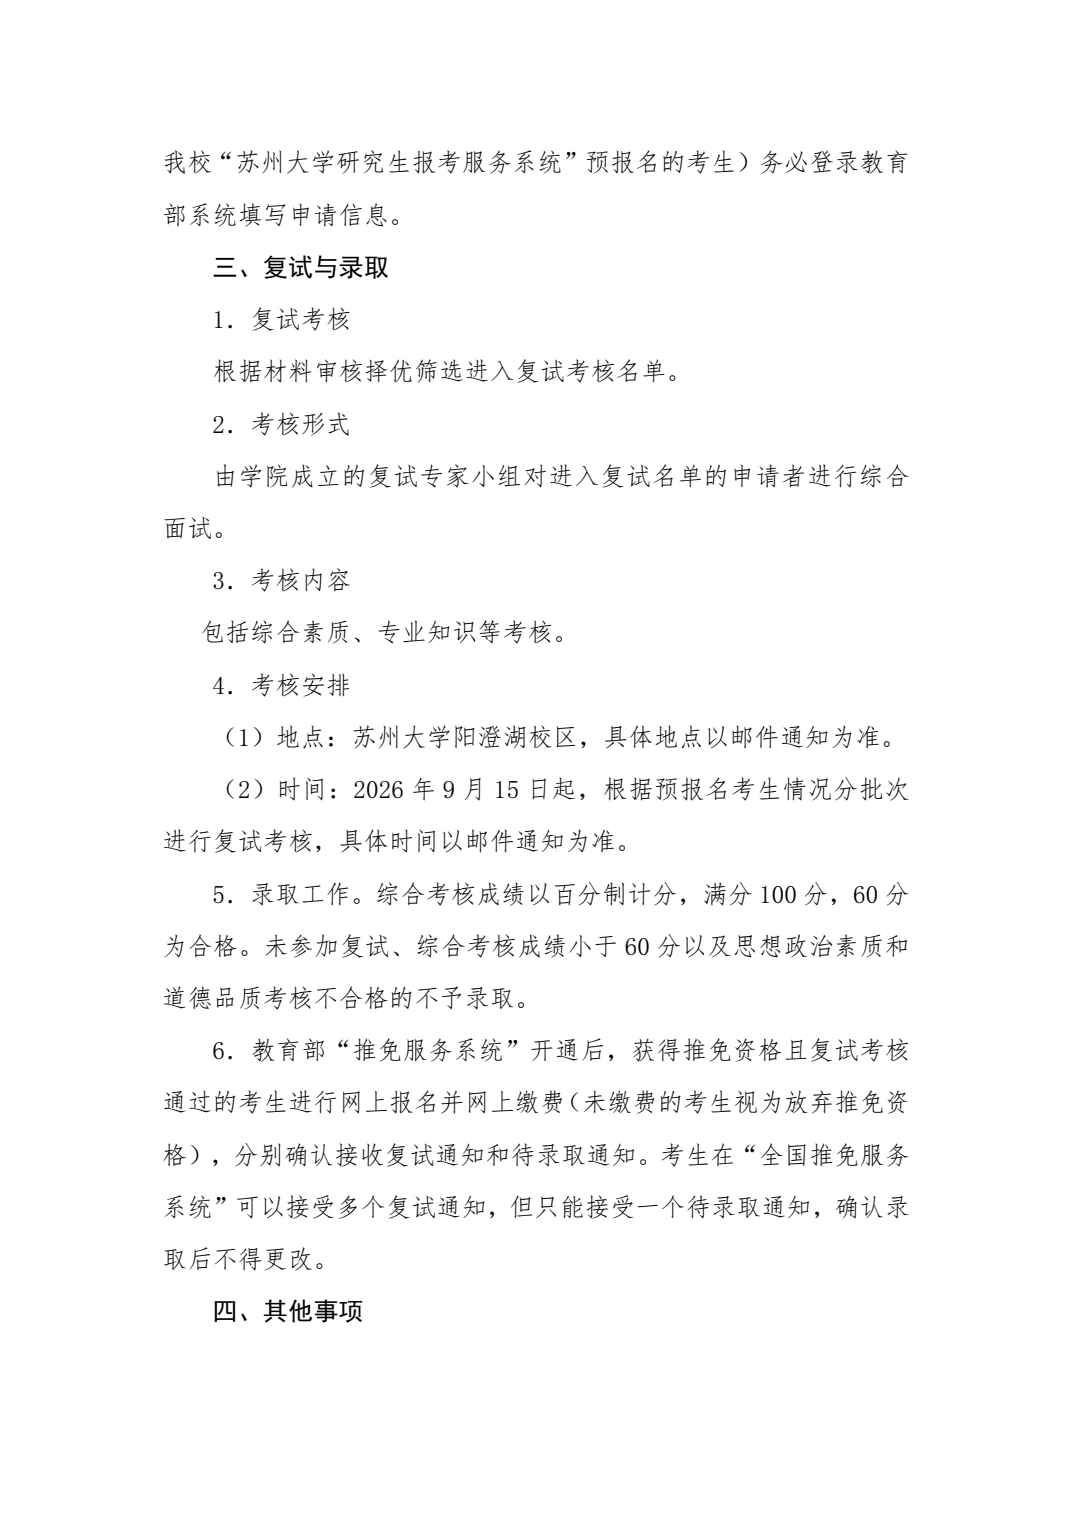 我校“苏州大学研究生报考服务系统”预报名的考生）务必登录教育
部系统填写申请信息。
三、复试与录取
1．复试考核
根据材料审核择优筛选进入复试考核名单。
2．考核形式
由学院成立的复试专家小组对进入复试名单的申请者进行综合
面试。
3．考核内容
包括综合素质、专业知识等考核。
4．考核安排
（1）地点：苏州大学阳澄湖校区，具体地点以邮件通知为准。
（2）时间：2026 年 9 月 15 日起，根据预报名考生情况分批次
进行复试考核，具体时间以邮件通知为准。
5．录取工作。综合考核成绩以百分制计分，满分 100 分，60 分
为合格。未参加复试、综合考核成绩小于 60 分以及思想政治素质和
道德品质考核不合格的不予录取。
6．教育部“推免服务系统”开通后，获得推免资格且复试考核
通过的考生进行网上报名并网上缴费（未缴费的考生视为放弃推免资
格），分别确认接收复试通知和待录取通知。考生在“全国推免服务
系统”可以接受多个复试通知，但只能接受一个待录取通知，确认录
取后不得更改。
四、其他事项